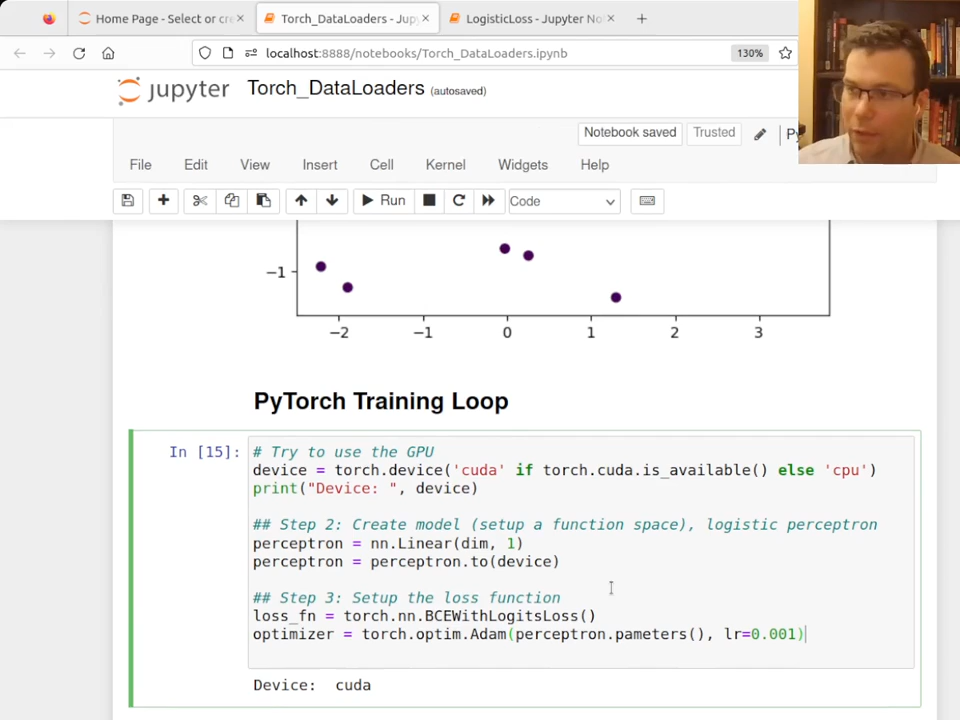 Home Page - Select or cre
Torch_DataLoaders - Jup
LogisticLoss - Jupyter No
localhost:8888/notebooks/Torch_DataLoaders.ipynb
130%
jupyter
Torch_DataLoaders
(autosaved)
Notebook saved
Trusted
Py
File Edit View Insert Cell Kernel Widgets Help
Run
Code
−1
−2 −1 0 1 2 3
PyTorch Training Loop
In [15]:
# Try to use the GPU
device = torch.device('cuda' if torch.cuda.is_available() else 'cpu')
print("Device: ", device)
## Step 2: Create model (setup a function space), logistic perceptron
perceptron = nn.Linear(dim, 1)
perceptron = perceptron.to(device)
## Step 3: Setup the loss function
loss_fn = torch.nn.BCEWithLogitsLoss()
optimizer = torch.optim.Adam(perceptron.pameters(), lr=0.001)
Device:  cuda